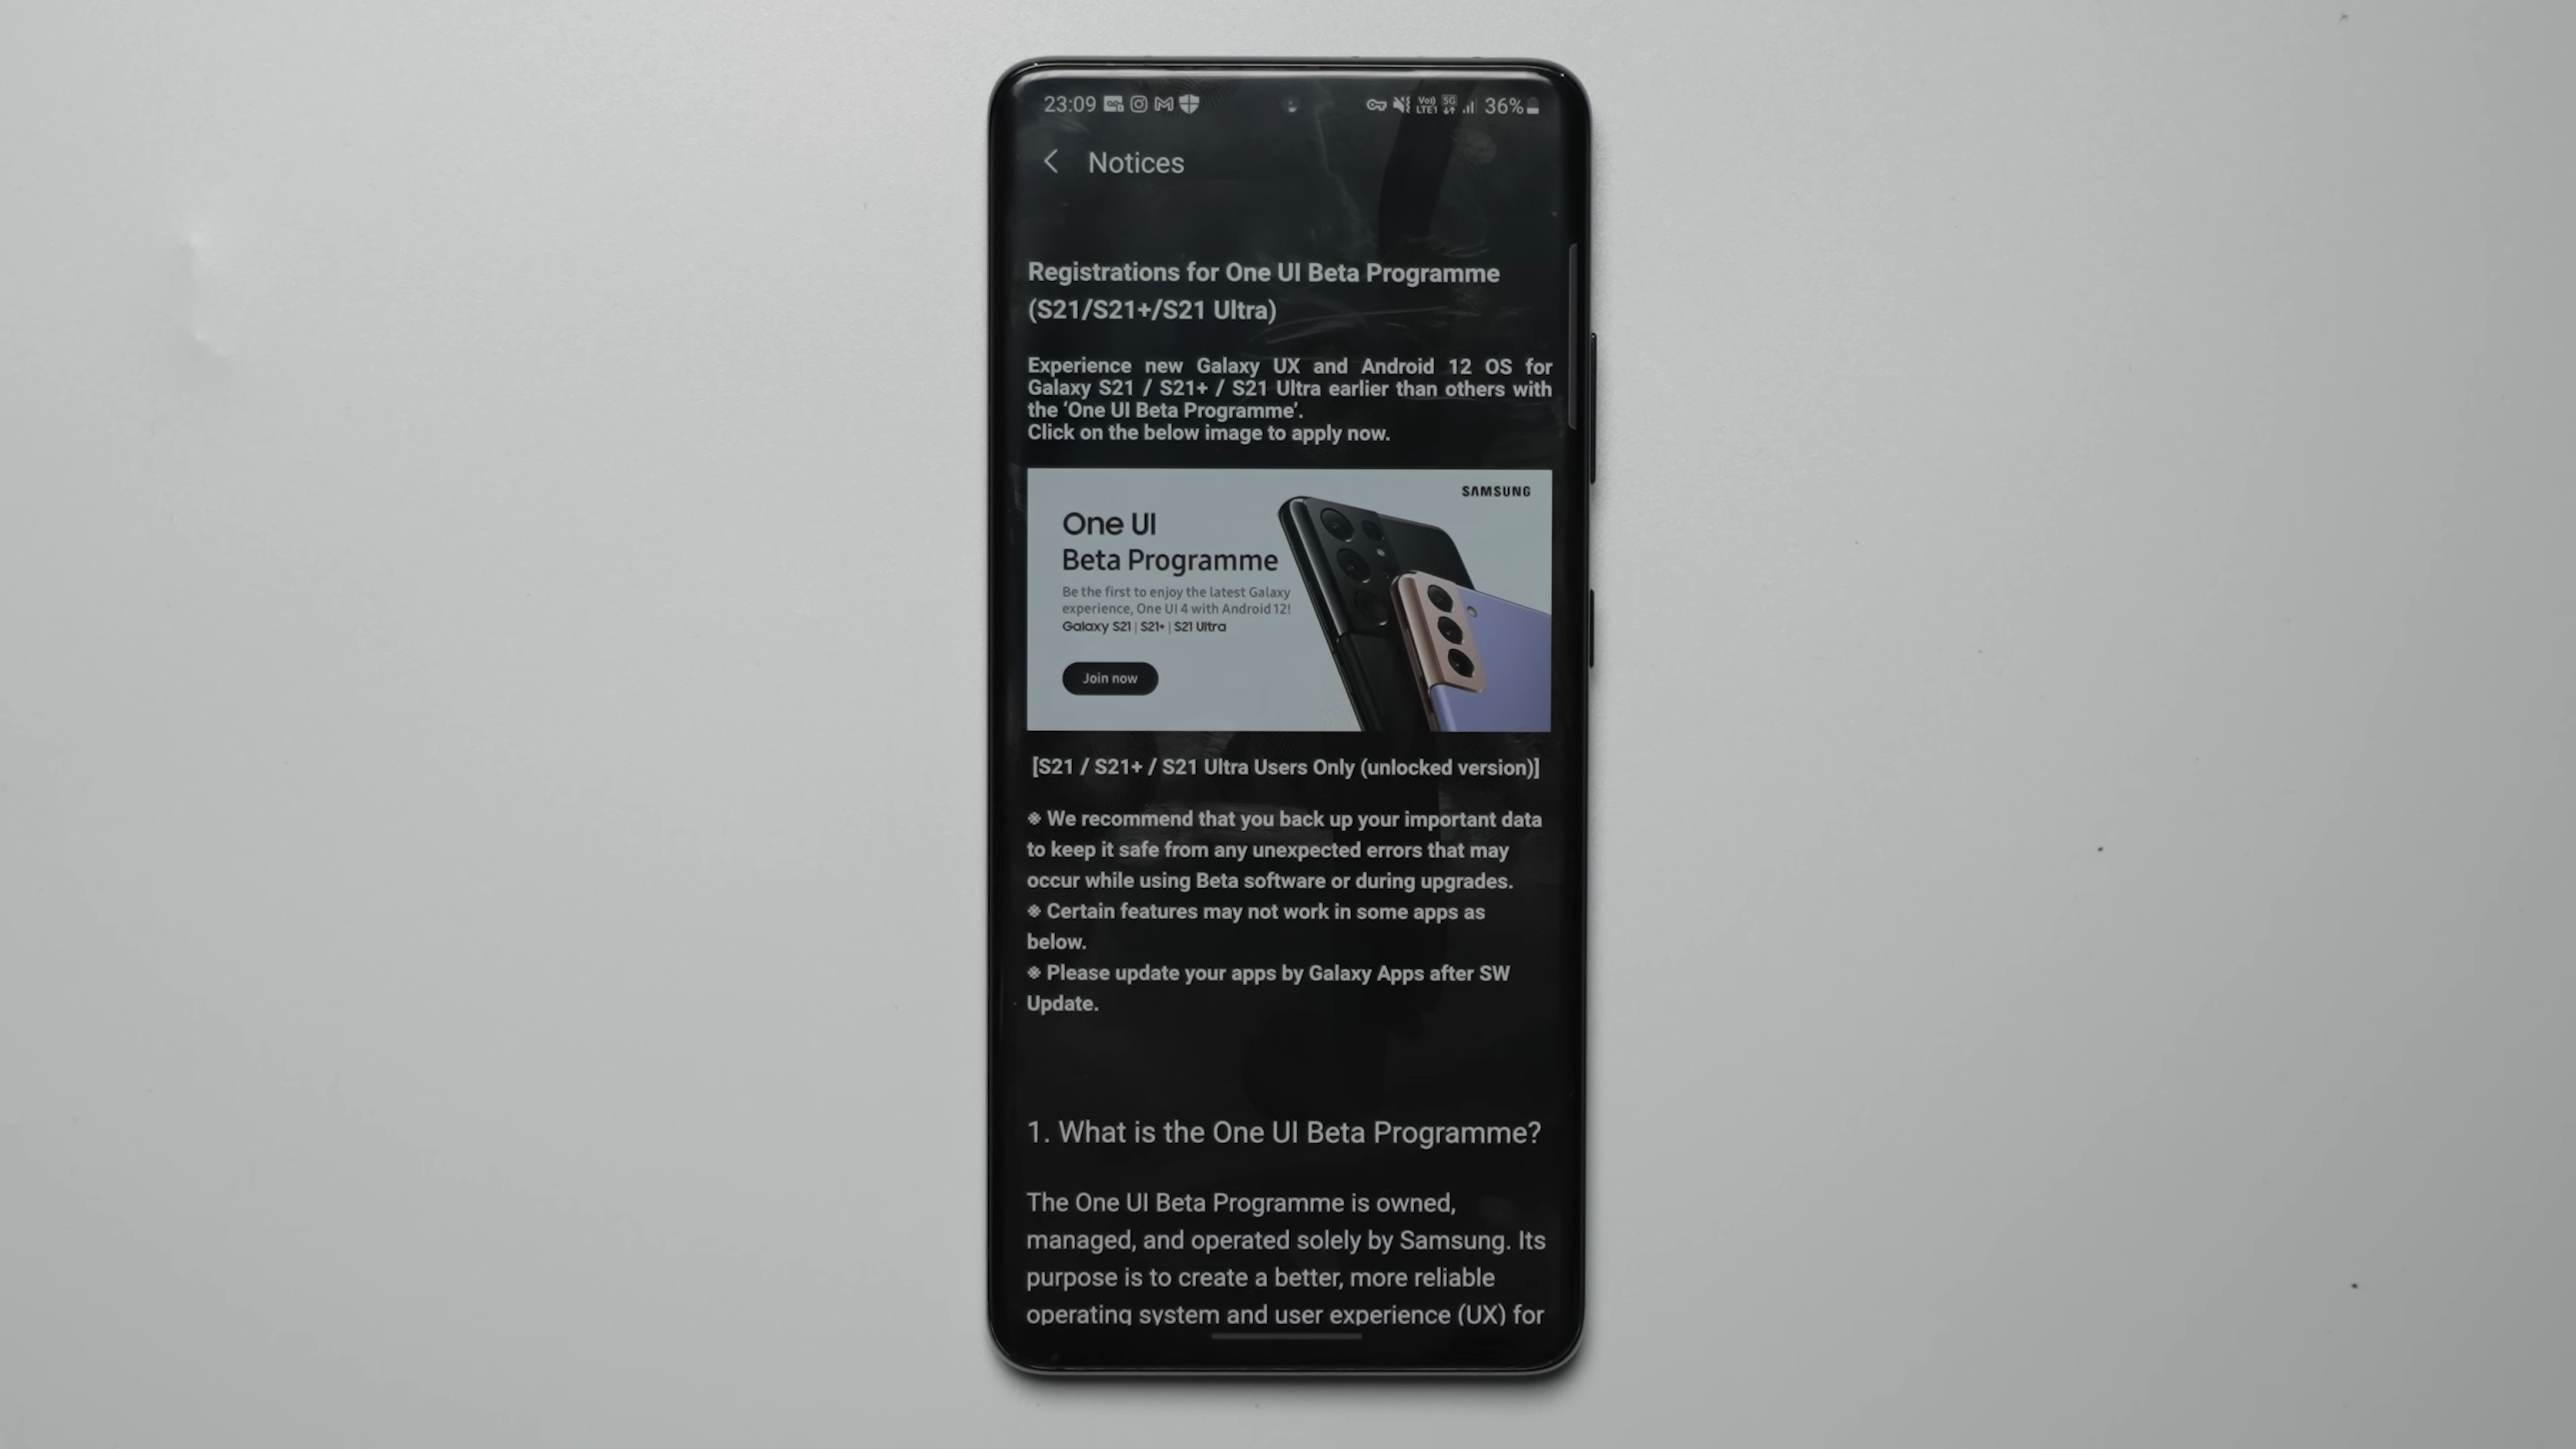 23:09
Vo)) LTE1 5G 36%
Notices
Registrations for One UI Beta Programme
(S21/S21+/S21 Ultra)
Experience new Galaxy UX and Android 12 OS for
Galaxy S21 / S21+ / S21 Ultra earlier than others with
the ‘One UI Beta Programme’.
Click on the below image to apply now.
SAMSUNG
One UI
Beta Programme
Be the first to enjoy the latest Galaxy
experience, One UI 4 with Android 12!
Galaxy S21 | S21+ | S21 Ultra
Join now
[S21 / S21+ / S21 Ultra Users Only (unlocked version)]
※ We recommend that you back up your important data
to keep it safe from any unexpected errors that may
occur while using Beta software or during upgrades.
※ Certain features may not work in some apps as
below.
※ Please update your apps by Galaxy Apps after SW
Update.
1. What is the One UI Beta Programme?
The One UI Beta Programme is owned,
managed, and operated solely by Samsung. Its
purpose is to create a better, more reliable
operating system and user experience (UX) for